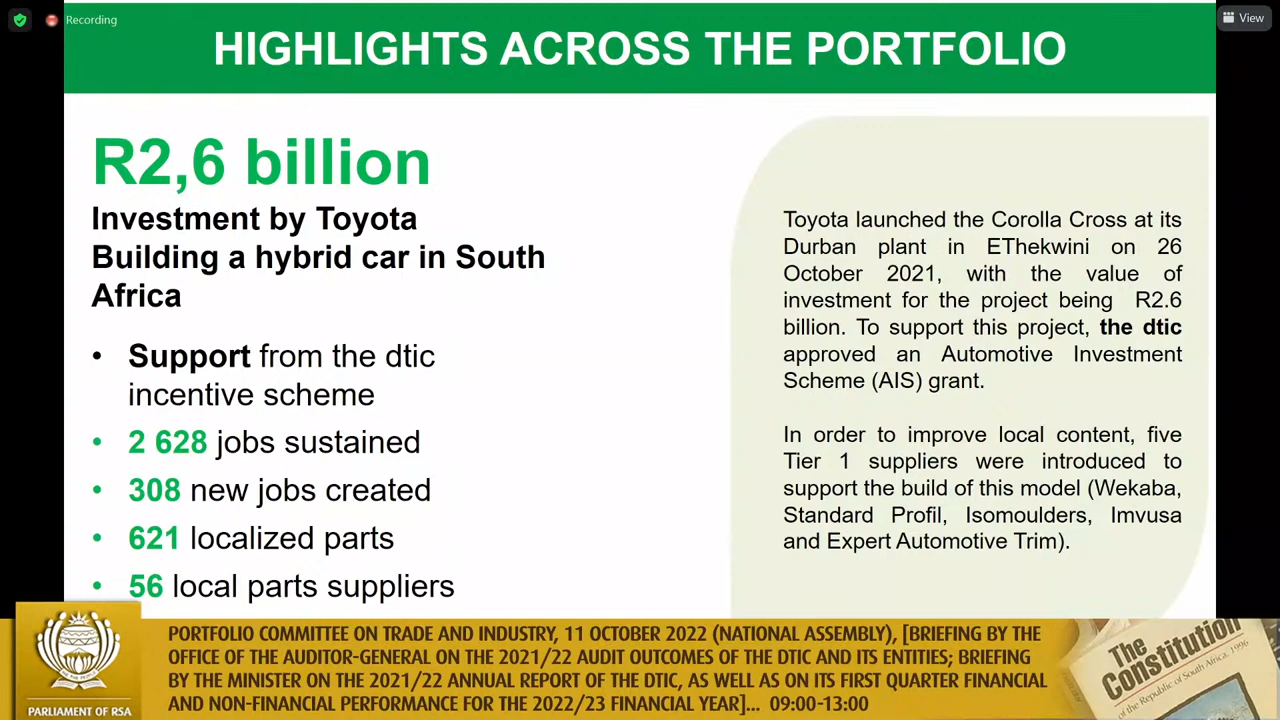 Recording
View
HIGHLIGHTS ACROSS THE PORTFOLIO
R2,6 billion
Investment by Toyota
Building a hybrid car in South
Africa
• Support from the dtic
incentive scheme
• 2 628 jobs sustained
• 308 new jobs created
• 621 localized parts
• 56 local parts suppliers
Toyota launched the Corolla Cross at its
Durban plant in EThekwini on 26
October 2021, with the value of
investment for the project being R2.6
billion. To support this project, the dtic
approved an Automotive Investment
Scheme (AIS) grant.
In order to improve local content, five
Tier 1 suppliers were introduced to
support the build of this model (Wekaba,
Standard Profil, Isomoulders, Imvusa
and Expert Automotive Trim).
PARLIAMENT OF RSA
PORTFOLIO COMMITTEE ON TRADE AND INDUSTRY, 11 OCTOBER 2022 (NATIONAL ASSEMBLY), [BRIEFING BY THE
OFFICE OF THE AUDITOR-GENERAL ON THE 2021/22 AUDIT OUTCOMES OF THE DTIC AND ITS ENTITIES; BRIEFING
BY THE MINISTER ON THE 2021/22 ANNUAL REPORT OF THE DTIC, AS WELL AS ON ITS FIRST QUARTER FINANCIAL
AND NON-FINANCIAL PERFORMANCE FOR THE 2022/23 FINANCIAL YEAR]... 09:00-13:00
The
Constitution
of the Republic of South Africa, 1996